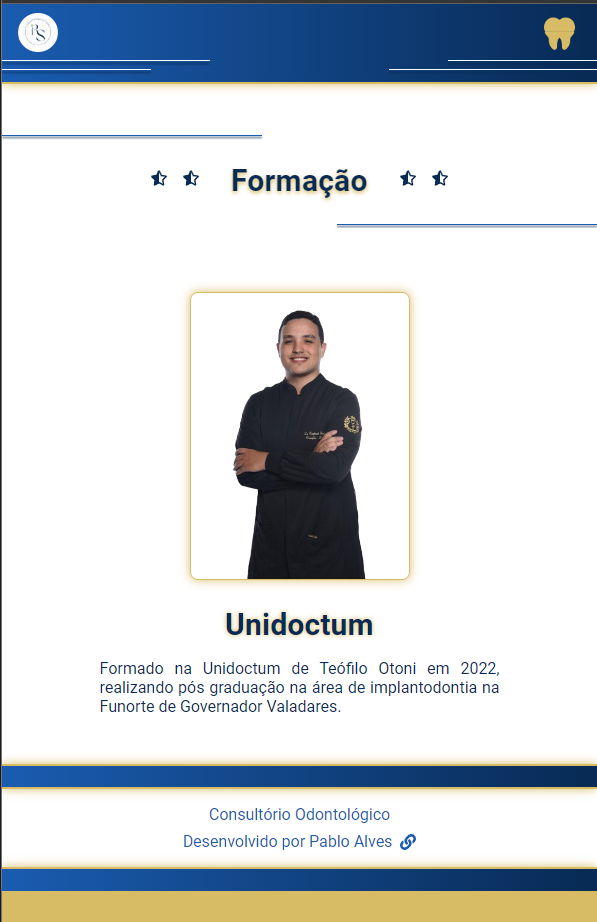 RS
Formação
Unidoctum
Formado na Unidoctum de Teófilo Otoni em 2022,
realizando pós graduação na área de implantodontia na
Funorte de Governador Valadares.
Consultório Odontológico
Desenvolvido por Pablo Alves